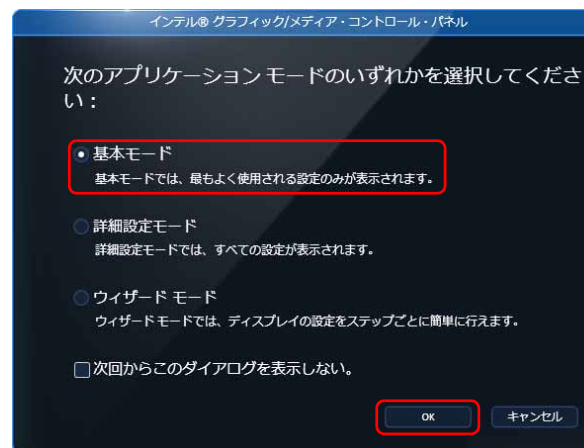 インテル® グラフィック/メディア・コントロール・パネル
次のアプリケーション モードのいずれかを選択してくださ
い：
基本モード
基本モードでは、最もよく使用される設定のみが表示されます。
詳細設定モード
詳細設定モードでは、すべての設定が表示されます。
ウィザード モード
ウィザード モードでは、ディスプレイの設定をステップごとに簡単に行えます。
次回からこのダイアログを表示しない。
OK
キャンセル